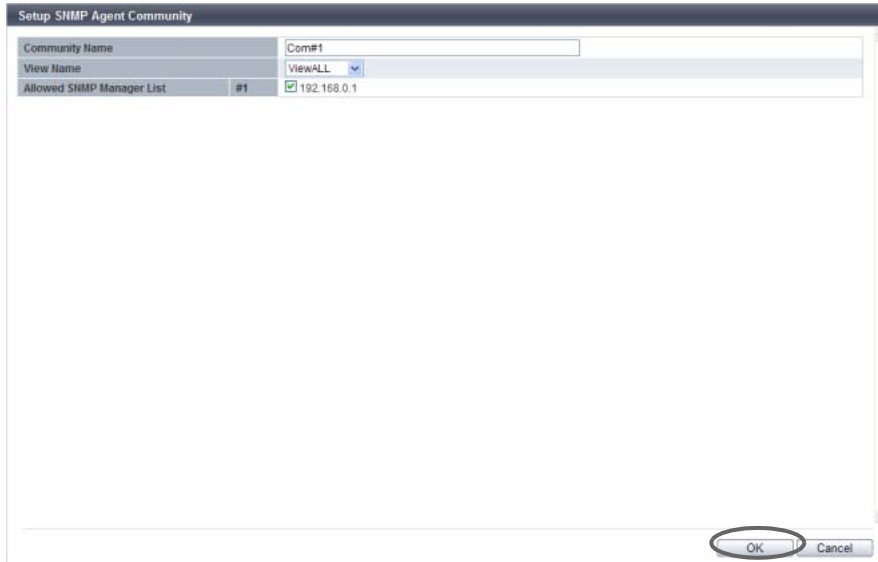 Setup SNMP Agent Community
Community Name Com#1
View Name ViewALL
Allowed SNMP Manager List #1 192.168.0.1
OK Cancel